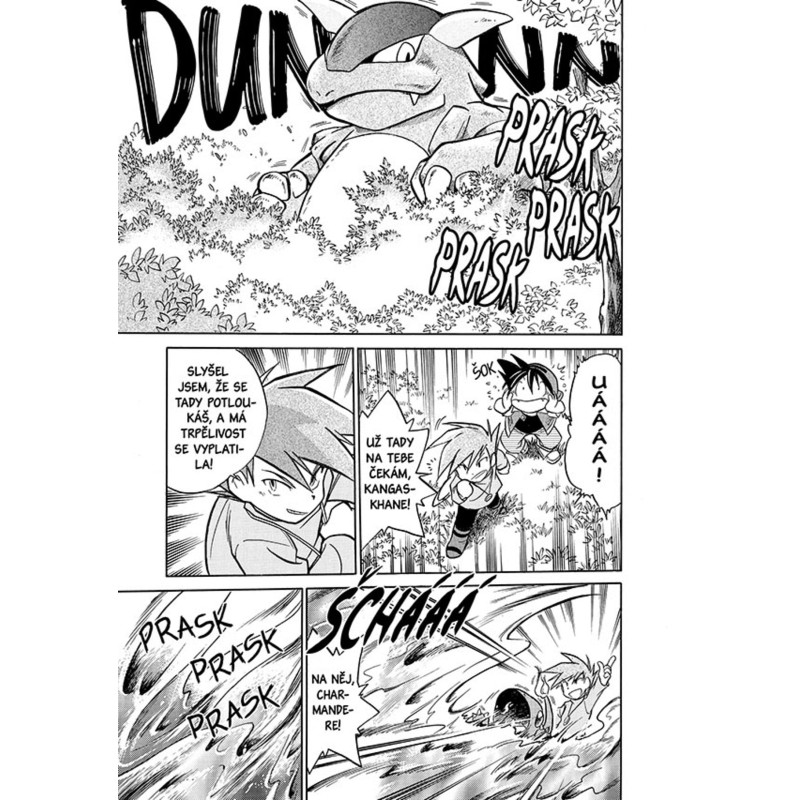 DUN NN
PRASK
PRASK
PRASK
UÁÁÁÁ!
ŠOK
UŽ TADY
NA TEBE
ČEKÁM,
KANGAS-
KHANE!
SLYŠEL
JSEM, ŽE SE
TADY POTLOU-
KÁŠ, A MÁ
TRPĚLIVOST
SE VYPLATI-
LA!
ŠCHÁÁÁ
NA NĚJ,
CHAR-
MANDE-
RE!
PRASK
PRASK
PRASK